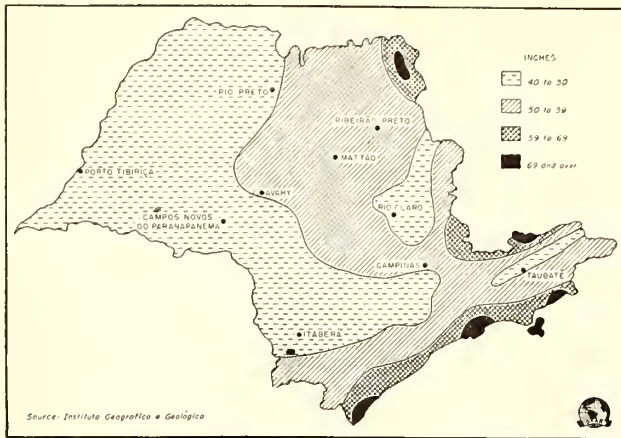 INCHES
40 to 50
50 to 59
59 to 69
69 and over
RIO PRETO
RIBEIRÃO PRETO
MATTÃO
PORTO TIBIRIÇA
AVAHY
CAMPOS NOVOS
DO PARANAPANEMA
RIO CLARO
CAMPINAS
TAUBATÉ
ITABERÁ
Source: Instituto Geografico e Geológico